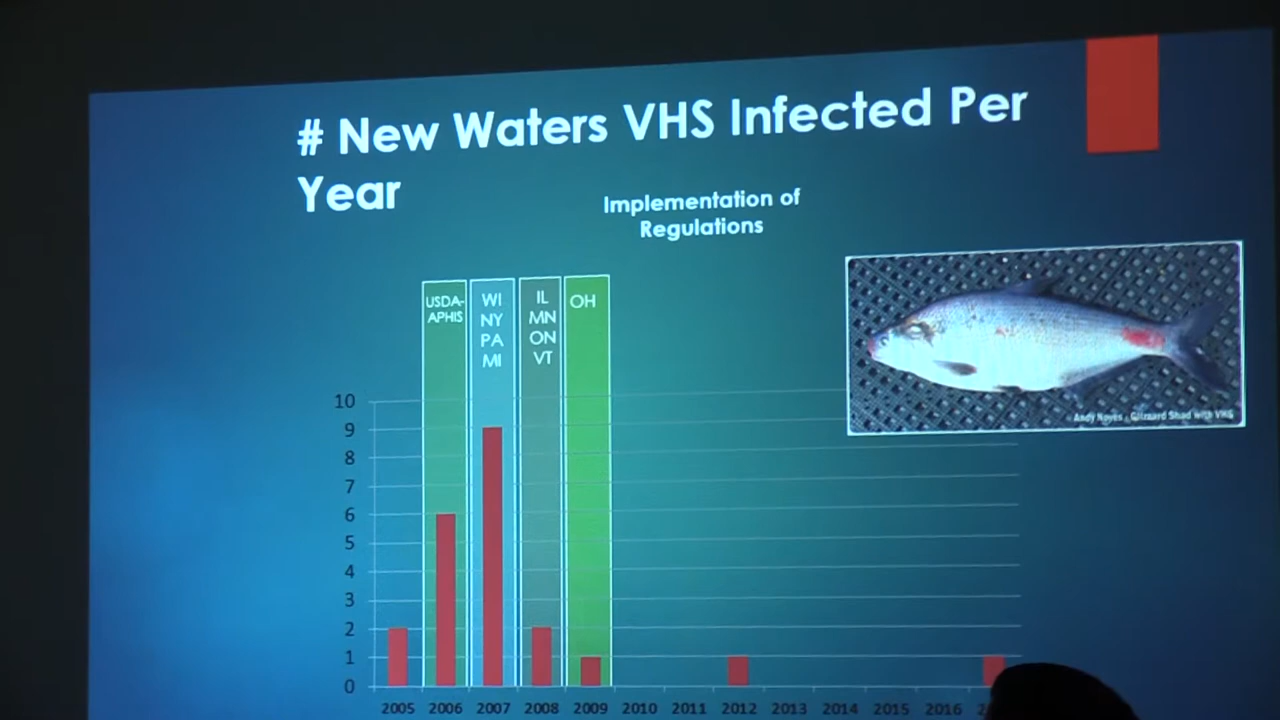 # New Waters VHS Infected Per
Year
Implementation of
Regulations
USDA-
APHIS
WI
NY
PA
MI
IL
MN
ON
VT
OH
10
9
8
7
6
5
4
3
2
1
0
2005 2006 2007 2008 2009 2010 2011 2012 2013 2014 2015 2016
Andy Noyes - Gizzard Shad with VHS